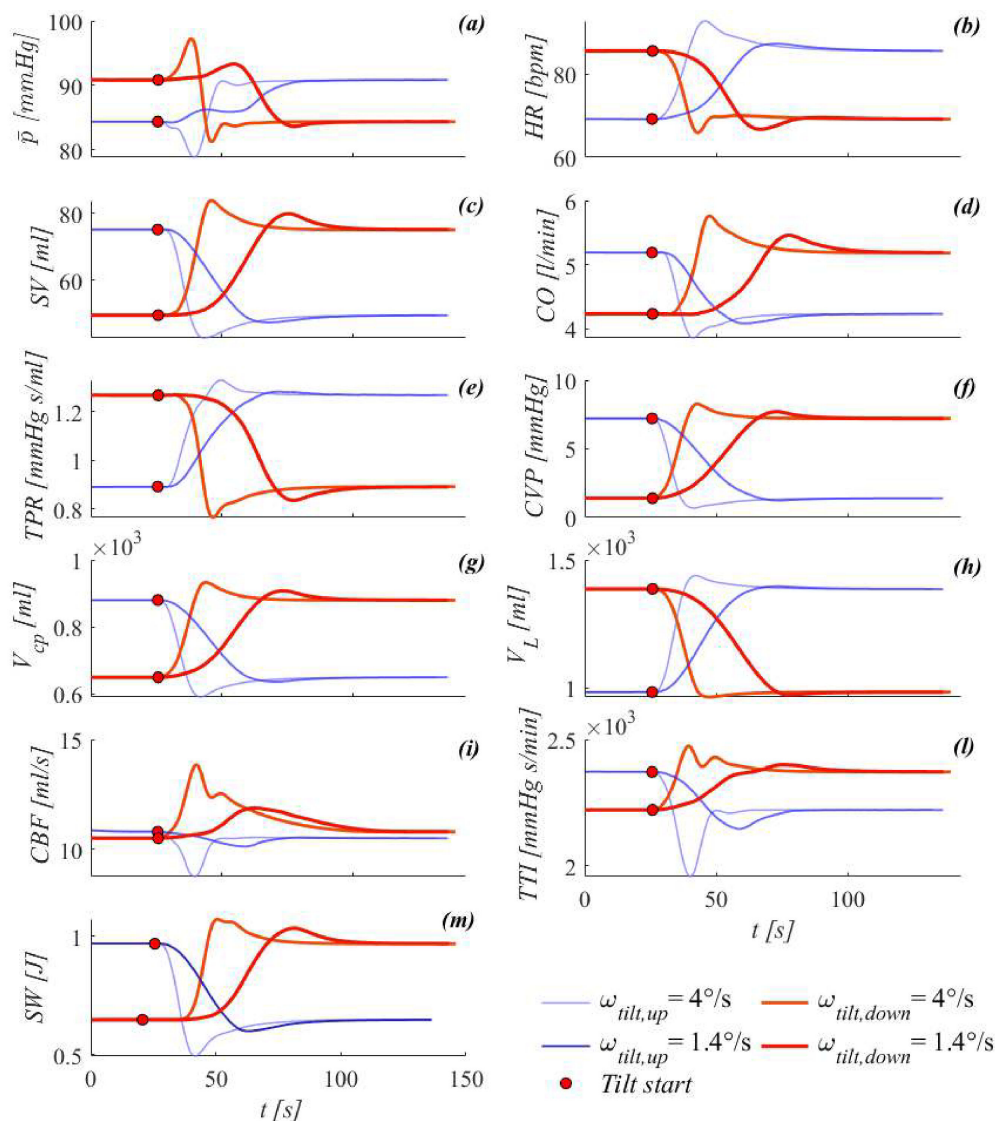 (a)
100
90
80
p̄ [mmHg]
(b)
80
60
HR [bpm]
0
50
100
(c)
80
60
SV [ml]
(d)
6
5
4
CO [l/min]
(e)
1.2
1
0.8
TPR [mmHg s/ml]
(f)
10
5
0
CVP [mmHg]
×10³
(g)
1
0.8
0.6
V_cp [ml]
×10³
(h)
1.5
1
V_L [ml]
(i)
15
10
CBF [ml/s]
×10³
(l)
2.5
2
TTI [mmHg s/min]
0 50 100
t [s]
(m)
1
0.5
SW [J]
0 50 100 150
t [s]
ω_tilt,up = 4°/s ω_tilt,down = 4°/s
ω_tilt,up = 1.4°/s ω_tilt,down = 1.4°/s
Tilt start